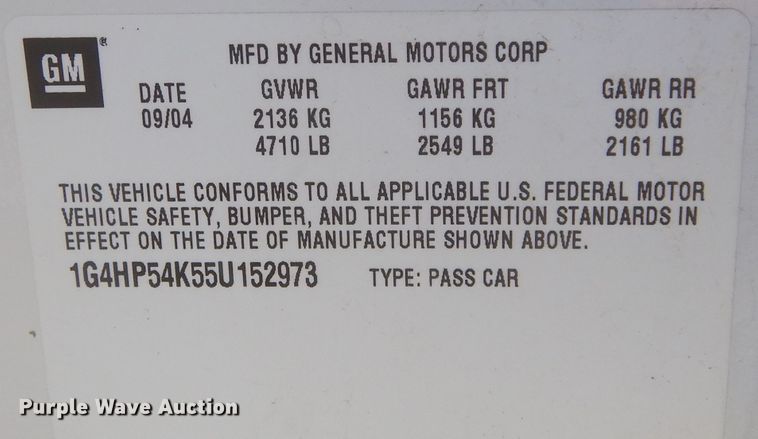 GM ®
MFD BY GENERAL MOTORS CORP
DATE GVWR GAWR FRT GAWR RR
09/04 2136 KG 1156 KG 980 KG
4710 LB 2549 LB 2161 LB
THIS VEHICLE CONFORMS TO ALL APPLICABLE U.S. FEDERAL MOTOR
VEHICLE SAFETY, BUMPER, AND THEFT PREVENTION STANDARDS IN
EFFECT ON THE DATE OF MANUFACTURE SHOWN ABOVE.
1G4HP54K55U152973 TYPE: PASS CAR
Purple Wave Auction